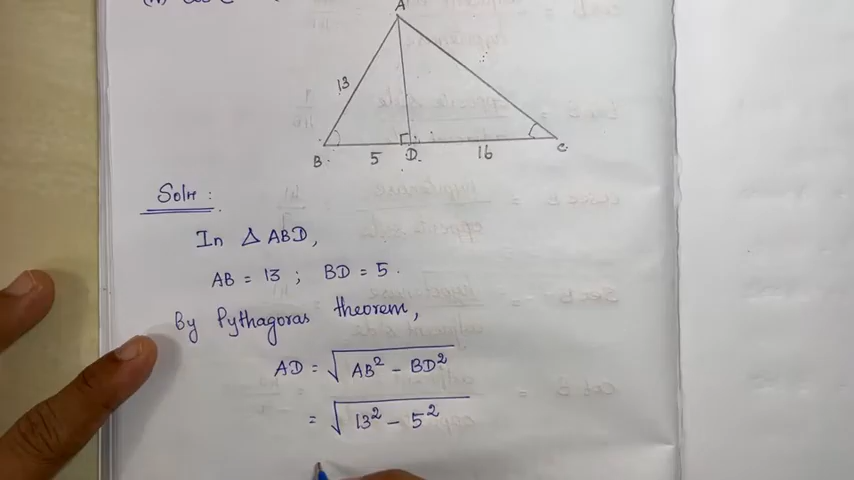 A
13
B
5
D
16
C
Soln :
In Δ ABD,
AB = 13 ; BD = 5.
By Pythagoras theorem,
AD = √AB² - BD²
= √13² - 5²